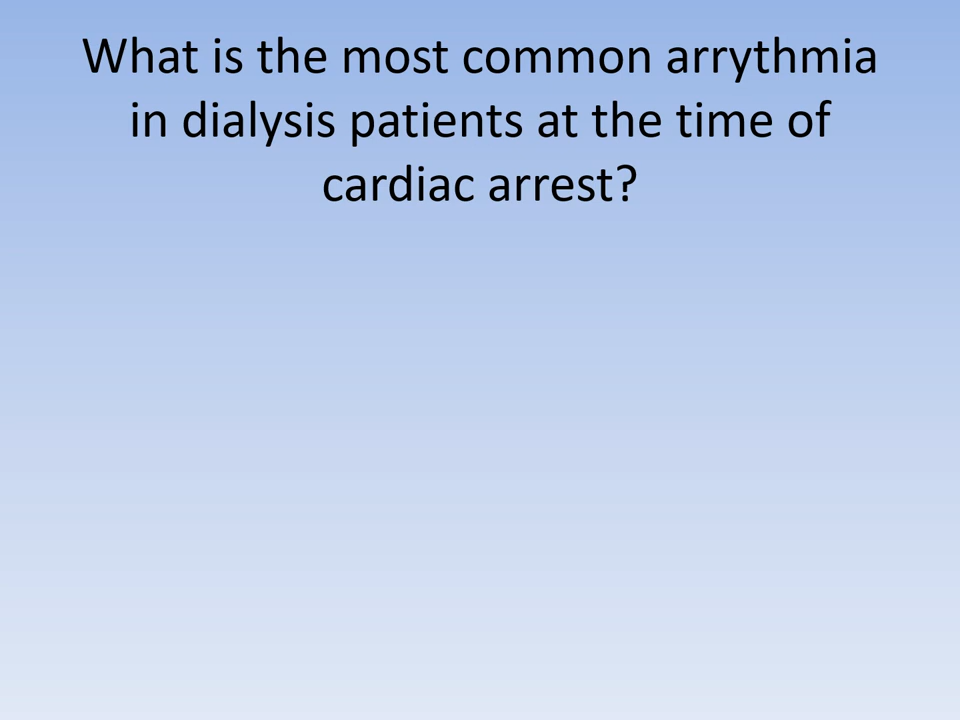 What is the most common arrythmia
in dialysis patients at the time of
cardiac arrest?